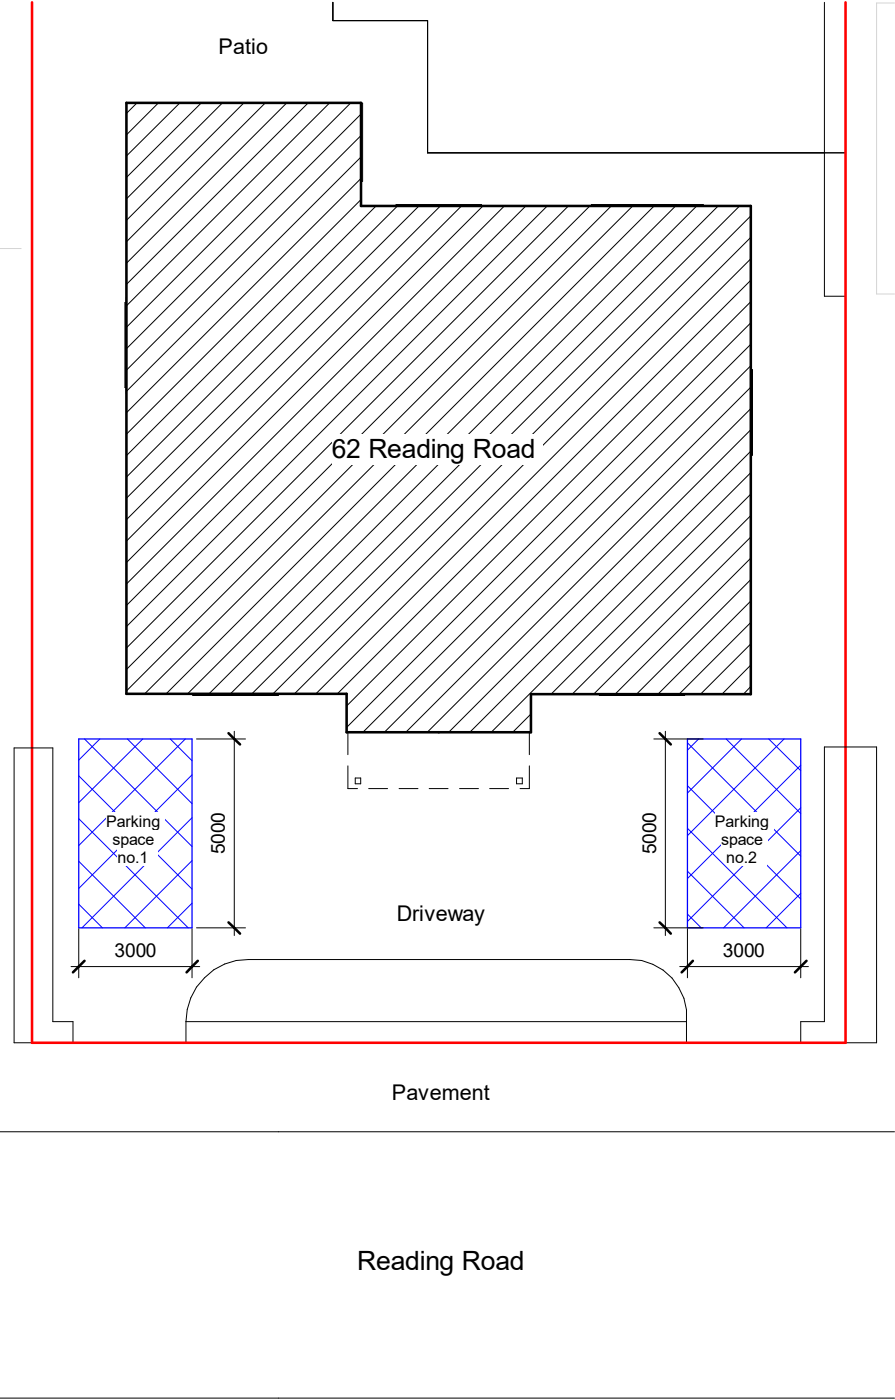 Patio
62 Reading Road
Parking
space
no.1
5000
5000
Parking
space
no.2
Driveway
3000
3000
Pavement
Reading Road